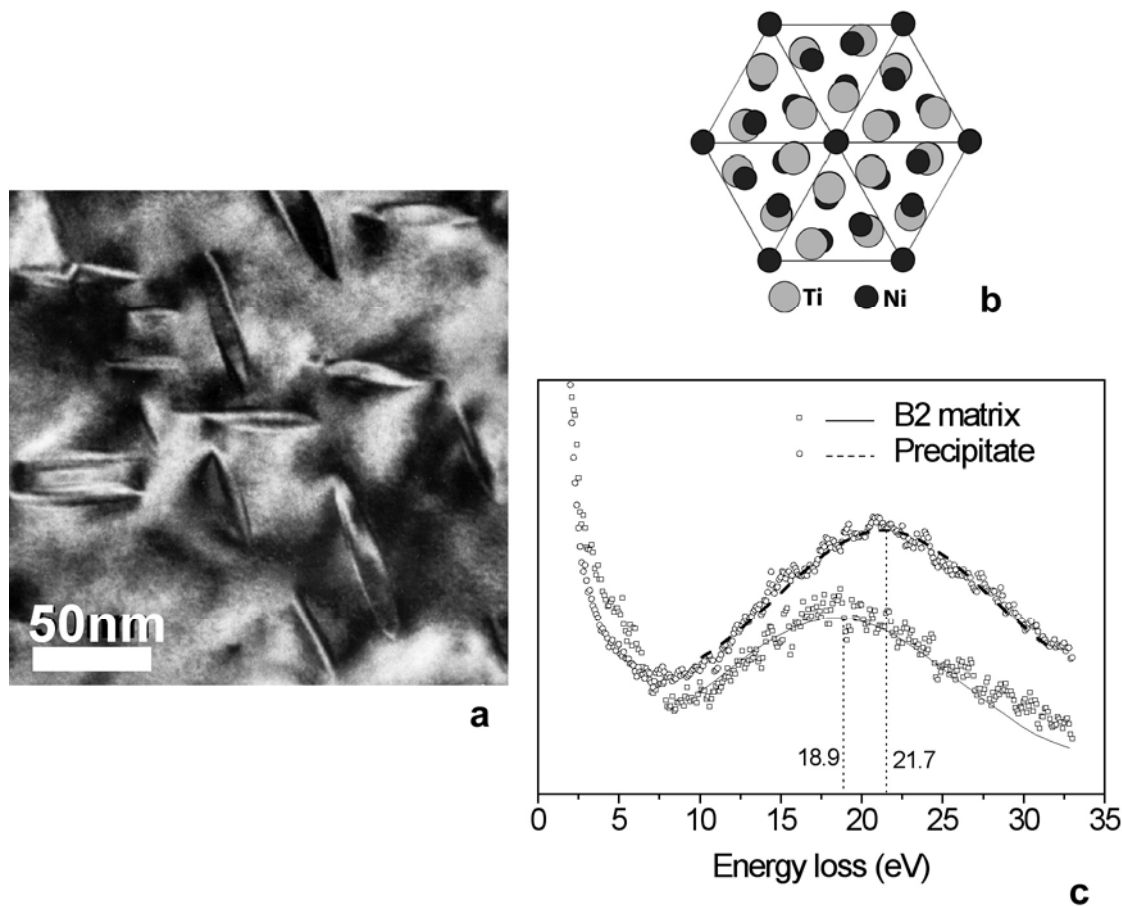 Ti Ni
b
50nm
a
B2 matrix
Precipitate
18.9
21.7
0 5 10 15 20 25 30 35
Energy loss (eV)
c